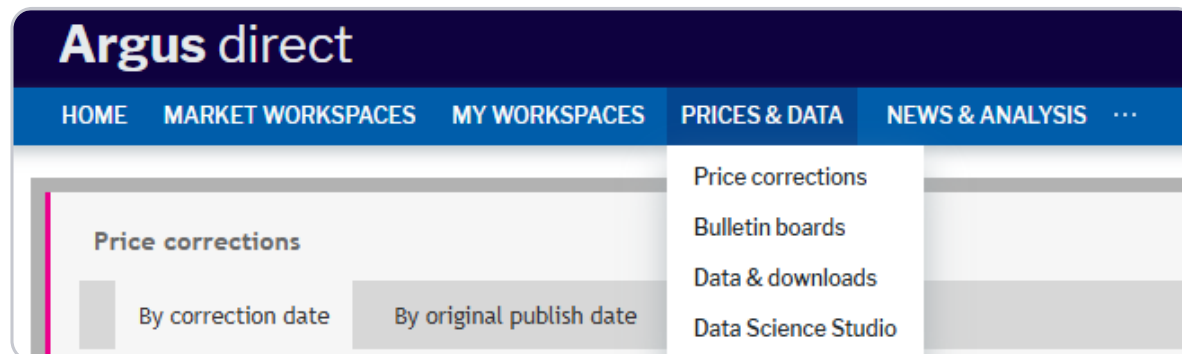 Argus direct
HOME MARKET WORKSPACES MY WORKSPACES PRICES & DATA NEWS & ANALYSIS ...
Price corrections
Bulletin boards
Data & downloads
Data Science Studio
Price corrections
By correction date By original publish date